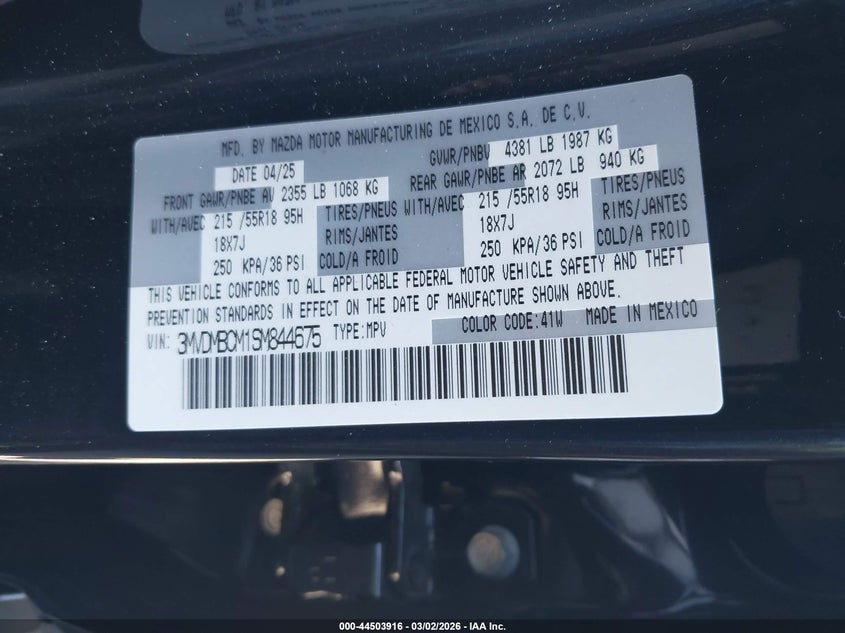 MFD. BY MAZDA MOTOR MANUFACTURING DE MEXICO S.A. DE C.V.
DATE 04/25 GVWR/PNBV 4381 LB 1987 KG
FRONT GAWR/PNBE AV 2355 LB 1068 KG REAR GAWR/PNBE AR 2072 LB 940 KG
WITH/AVEC 215 /55R18 95H TIRES/PNEUS WITH/AVEC 215 /55R18 95H TIRES/PNEUS
18X7J RIMS/JANTES 18X7J RIMS/JANTES
250 KPA/36 PSI COLD/A FROID 250 KPA/36 PSI COLD/A FROID
THIS VEHICLE CONFORMS TO ALL APPLICABLE FEDERAL MOTOR VEHICLE SAFETY AND THEFT
PREVENTION STANDARDS IN EFFECT ON THE DATE OF MANUFACTURE SHOWN ABOVE.
VIN: 3MVDMBCM1SM844675 TYPE:MPV COLOR CODE:41W MADE IN MEXICO
000-44503916 - 03/02/2026 - IAA Inc.